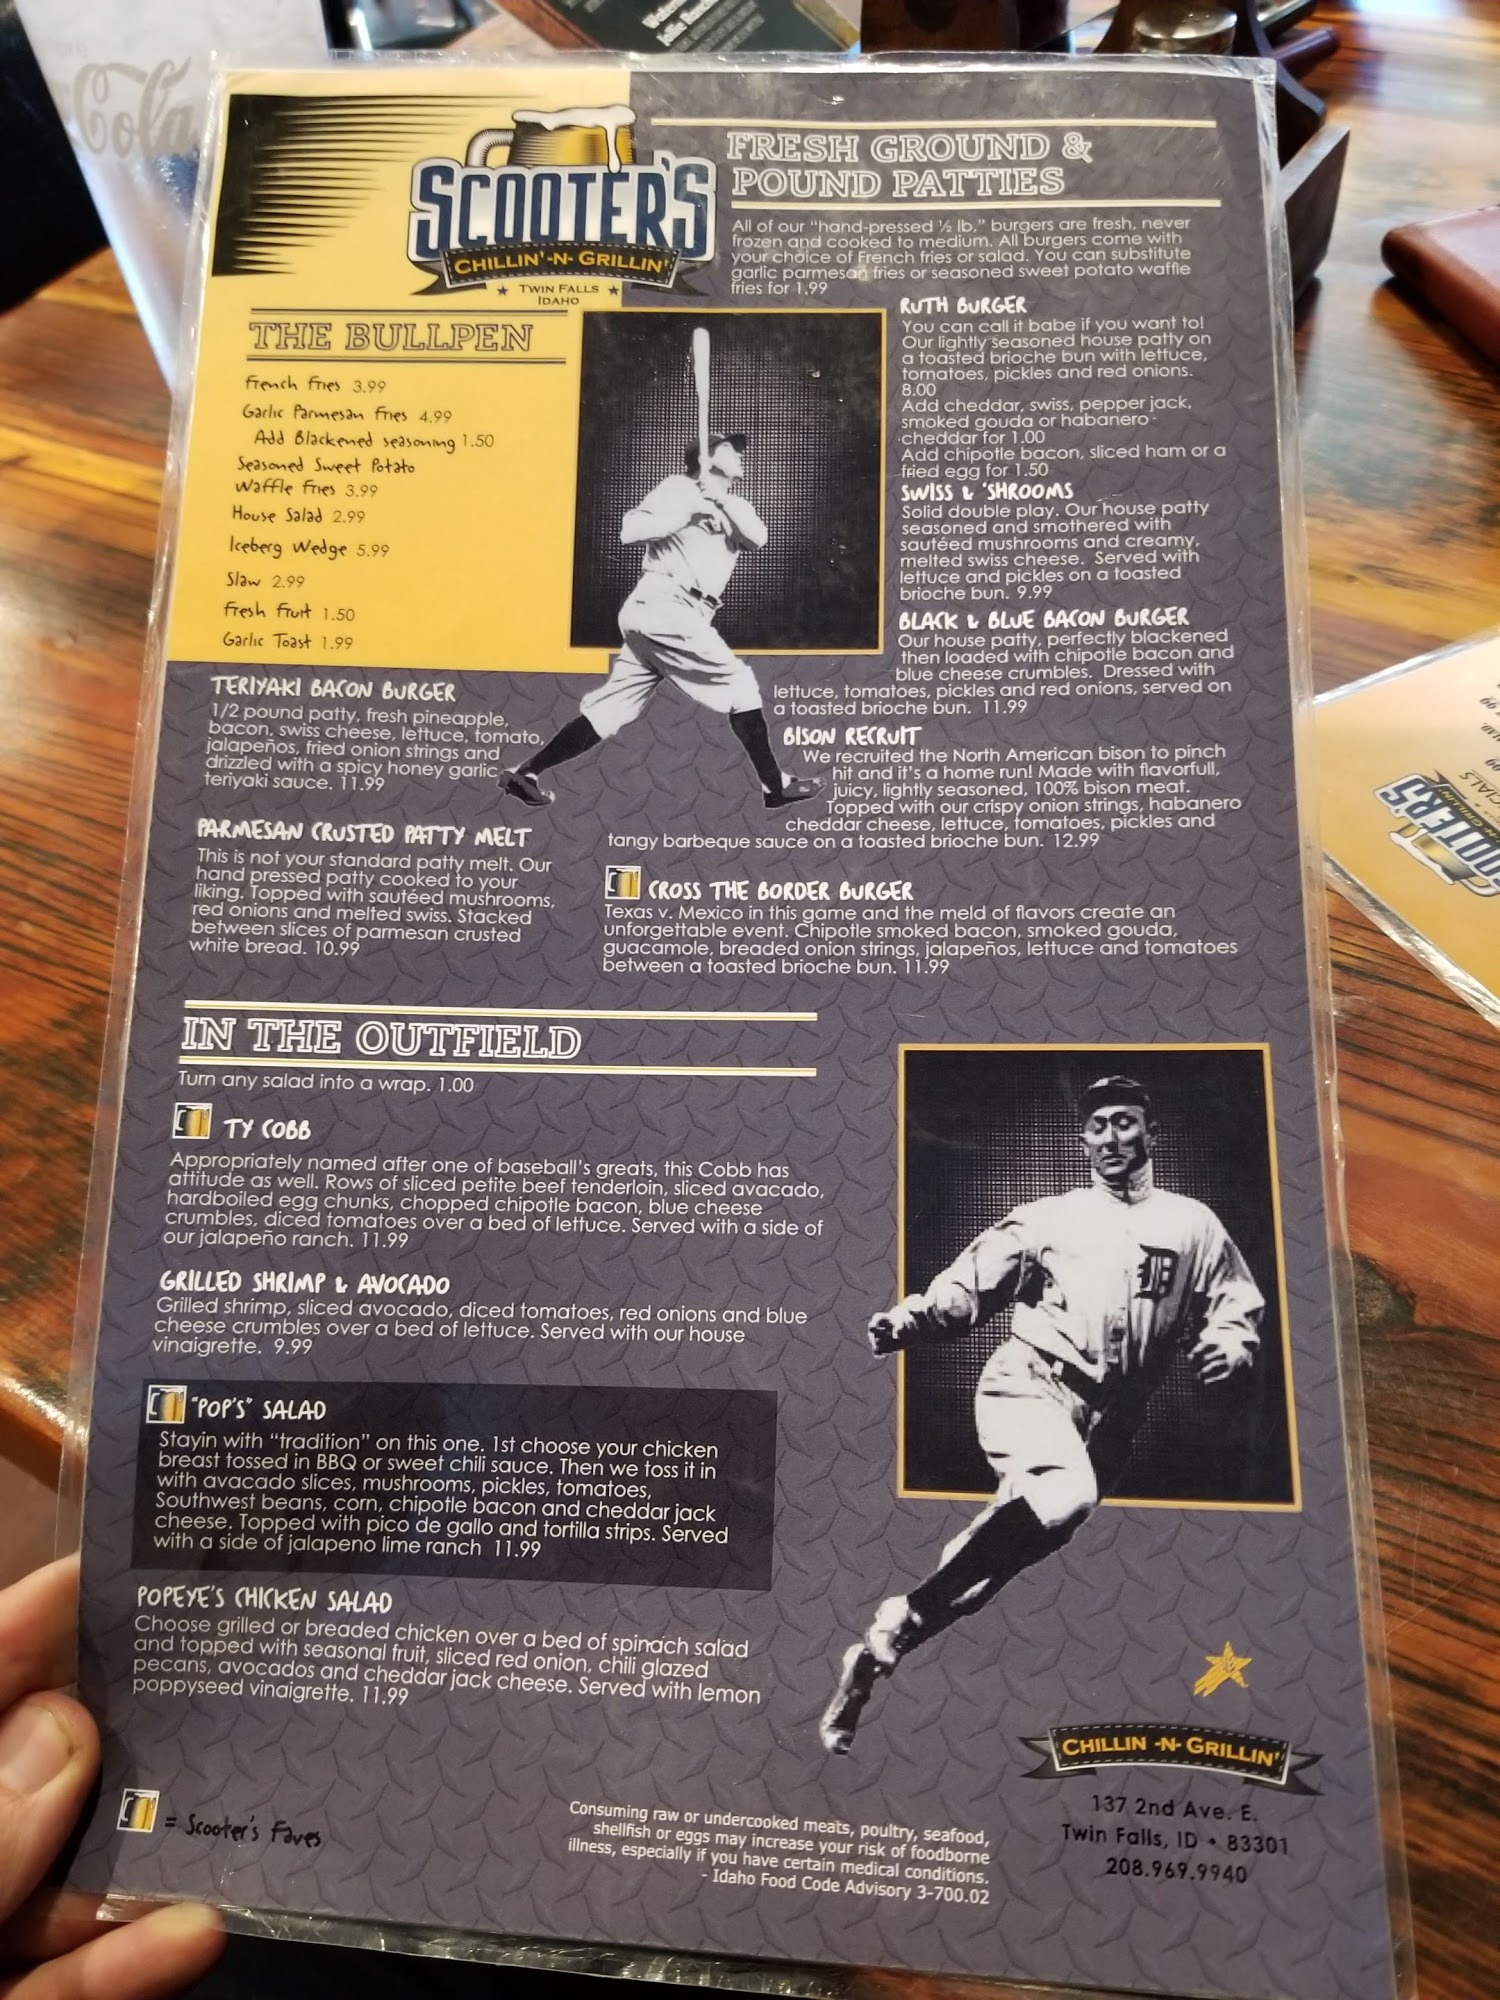 Cola
SCOOTER'S
CHILLIN' -N- GRILLIN'
TWIN FALLS
IDAHO
THE BULLPEN
French Fries 3.99
Garlic Parmesan Fries 4.99
Add Blackened seasoning 1.50
Seasoned Sweet Potato
Waffle Fries 3.99
House Salad 2.99
Iceberg Wedge 5.99
Slaw 2.99
Fresh Fruit 1.50
Garlic Toast 1.99
FRESH GROUND &
POUND PATTIES
All of our "hand-pressed ½ lb," burgers are fresh, never
frozen and cooked to medium. All burgers come with
your choice of French fries or salad. You can substitute
garlic parmesan fries or seasoned sweet potato waffle
fries for 1.99
RUTH BURGER
You can call it babe if you want to!
Our lightly seasoned house patty on
a toasted brioche bun with lettuce,
tomatoes, pickles and red onions.
8.00
Add cheddar, swiss, pepper jack,
smoked gouda or habanero
cheddar for 1.00
Add chipotle bacon, sliced ham or a
fried egg for 1.50
SWISS & 'SHROOMS
Solid double play. Our house patty
seasoned and smothered with
sautéed mushrooms and creamy,
melted swiss cheese. Served with
lettuce and pickles on a toasted
brioche bun. 9.99
BLACK & BLUE BACON BURGER
Our house patty, perfectly blackened
then loaded with chipotle bacon and
blue cheese crumbles. Dressed with
lettuce, tomatoes, pickles and red onions, served on
a toasted brioche bun. 11.99
BISON RECRUIT
We recruited the North American bison to pinch
hit and it's a home run! Made with flavorfull,
juicy, lightly seasoned, 100% bison meat.
Topped with our crispy onion strings, habanero
cheddar cheese, lettuce, tomatoes, pickles and
tangy barbeque sauce on a toasted brioche bun. 12.99
CROSS THE BORDER BURGER
Texas v. Mexico in this game and the meld of flavors create an
unforgettable event. Chipotle smoked bacon, smoked gouda,
guacamole, breaded onion strings, jalapeños, lettuce and tomatoes
between a toasted brioche bun. 11.99
TERIYAKI BACON BURGER
1/2 pound patty, fresh pineapple,
bacon, swiss cheese, lettuce, tomato,
jalapeños, fried onion strings and
drizzled with a spicy honey garlic
teriyaki sauce. 11.99
PARMESAN CRUSTED PATTY MELT
This is not your standard patty melt. Our
hand pressed patty cooked to your
liking. Topped with sautéed mushrooms,
red onions and melted swiss. Stacked
between slices of parmesan crusted
white bread. 10.99
IN THE OUTFIELD
Turn any salad into a wrap. 1.00
TY COBB
Appropriately named after one of baseball's greats, this Cobb has
attitude as well. Rows of sliced petite beef tenderloin, sliced avacado,
hardboiled egg chunks, chopped chipotle bacon, blue cheese
crumbles, diced tomatoes over a bed of lettuce. Served with a side of
our jalapeño ranch. 11.99
GRILLED SHRIMP & AVOCADO
Grilled shrimp, sliced avocado, diced tomatoes, red onions and blue
cheese crumbles over a bed of lettuce. Served with our house
vinaigrette. 9.99
"POP'S" SALAD
Stayin with "tradition" on this one. 1st choose your chicken
breast tossed in BBQ or sweet chili sauce. Then we toss it in
with avacado slices, mushrooms, pickles, tomatoes,
Southwest beans, corn, chipotle bacon and cheddar jack
cheese. Topped with pico de gallo and tortilla strips. Served
with a side of jalapeno lime ranch 11.99
POPEYE'S CHICKEN SALAD
Choose grilled or breaded chicken over a bed of spinach salad
and topped with seasonal fruit, sliced red onion, chili glazed
pecans, avocados and cheddar jack cheese. Served with lemon
poppyseed vinaigrette. 11.99
= Scooter's Faves
Consuming raw or undercooked meats, poultry, seafood,
shellfish or eggs may increase your risk of foodborne
illness, especially if you have certain medical conditions.
- Idaho Food Code Advisory 3-700.02
CHILLIN -N- GRILLIN'
137 2nd Ave. E.
Twin Falls, ID • 83301
208.969.9940
D